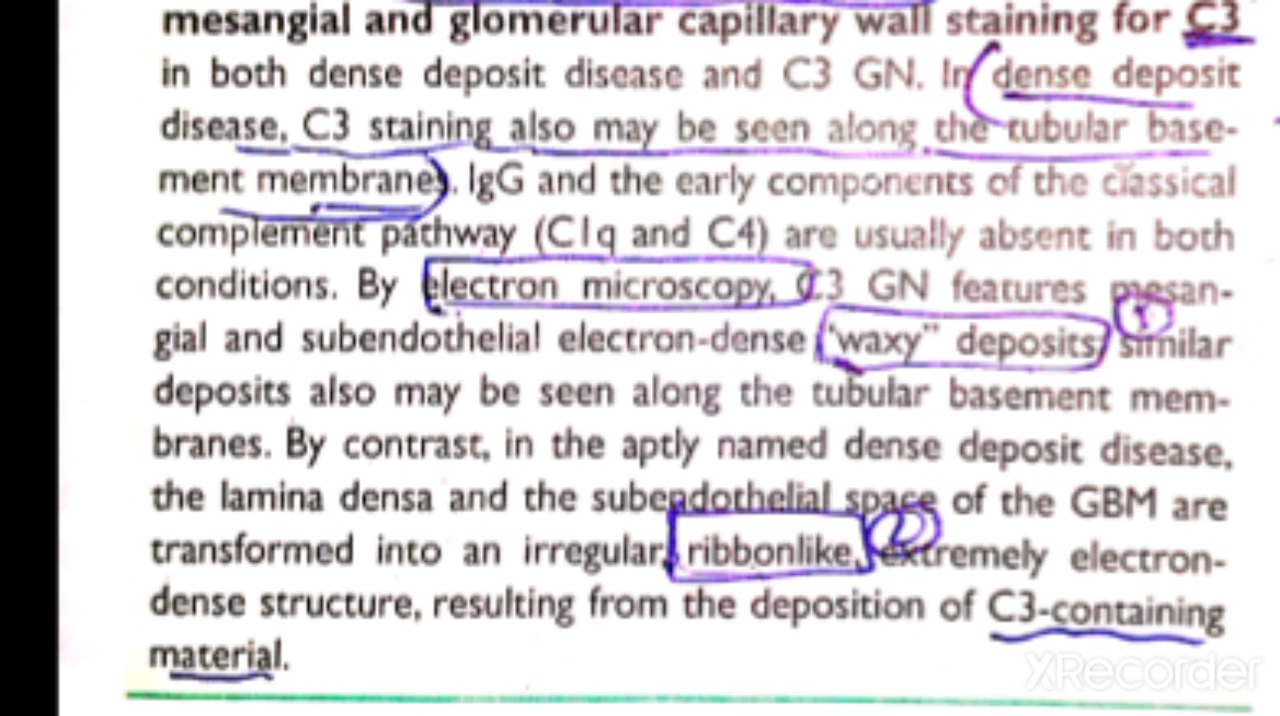 mesangial and glomerular capillary wall staining for C3
in both dense deposit disease and C3 GN. In dense deposit
disease, C3 staining also may be seen along the tubular base-
ment membrane). IgG and the early components of the classical
complement pathway (C1q and C4) are usually absent in both
conditions. By electron microscopy, C3 GN features mesan-
gial and subendothelial electron-dense "waxy" deposits; similar
1
deposits also may be seen along the tubular basement mem-
branes. By contrast, in the aptly named dense deposit disease,
the lamina densa and the subendothelial space of the GBM are
transformed into an irregular, ribbonlike, extremely electron-
2
dense structure, resulting from the deposition of C3-containing
material.
XRecorder